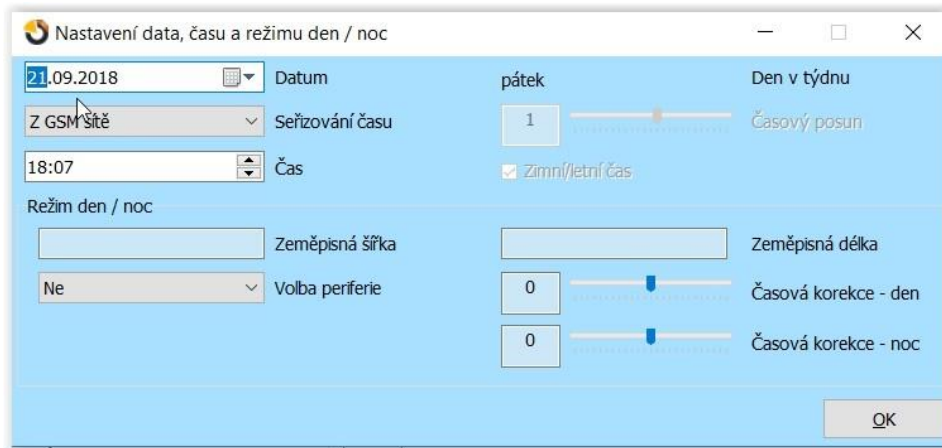 Nastavení data, času a režimu den / noc
21.09.2018 Datum pátek Den v týdnu
Z GSM sítě Seřizování času 1 Časový posun
18:07 Čas Zimní/letní čas
Režim den / noc
Zeměpisná šířka Zeměpisná délka
Ne Volba periferie 0 Časová korekce - den
0 Časová korekce - noc
OK